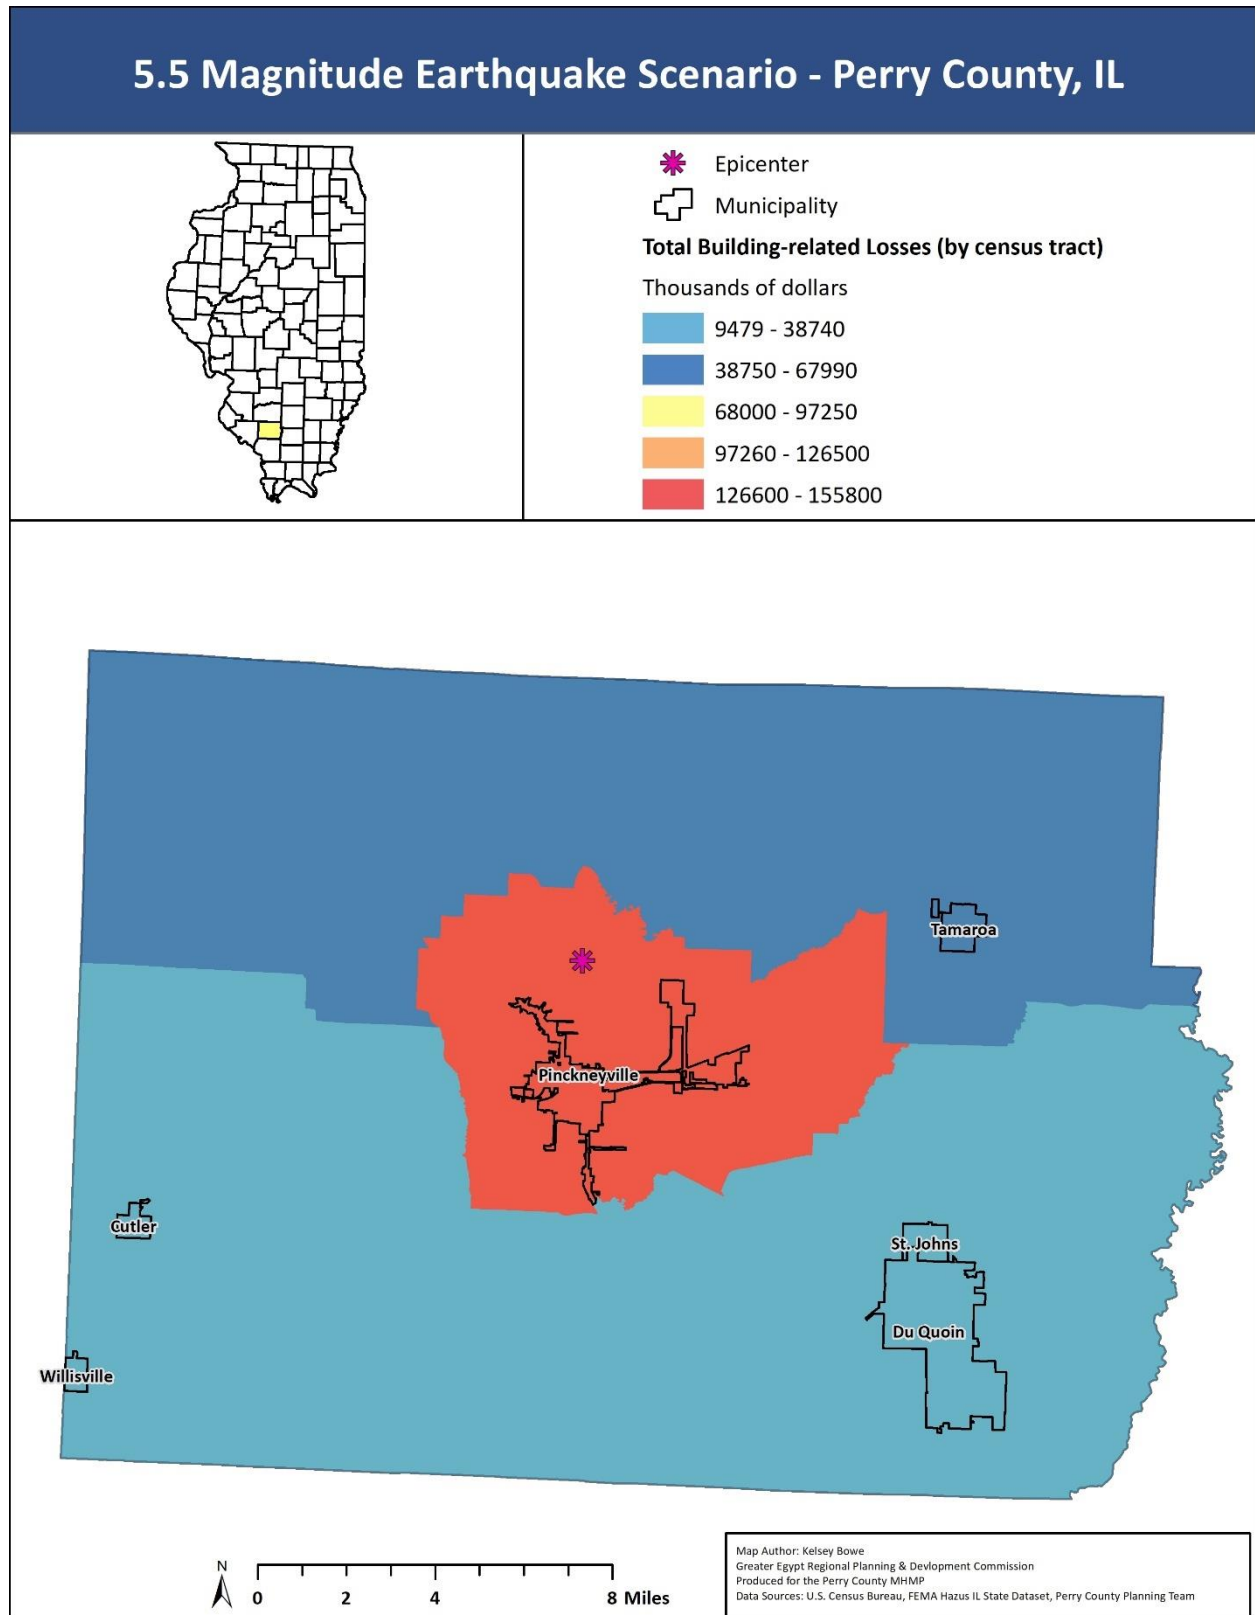 5.5 Magnitude Earthquake Scenario - Perry County, IL
Epicenter
Municipality
Total Building-related Losses (by census tract)
Thousands of dollars
9479 - 38740
38750 - 67990
68000 - 97250
97260 - 126500
126600 - 155800
Tamaroa
Pinckneyville
Cutler
St. Johns
Du Quoin
Willisville
N
0 2 4 8 Miles
Map Author: Kelsey Bowe
Greater Egypt Regional Planning & Devlopment Commission
Produced for the Perry County MHMP
Data Sources: U.S. Census Bureau, FEMA Hazus IL State Dataset, Perry County Planning Team